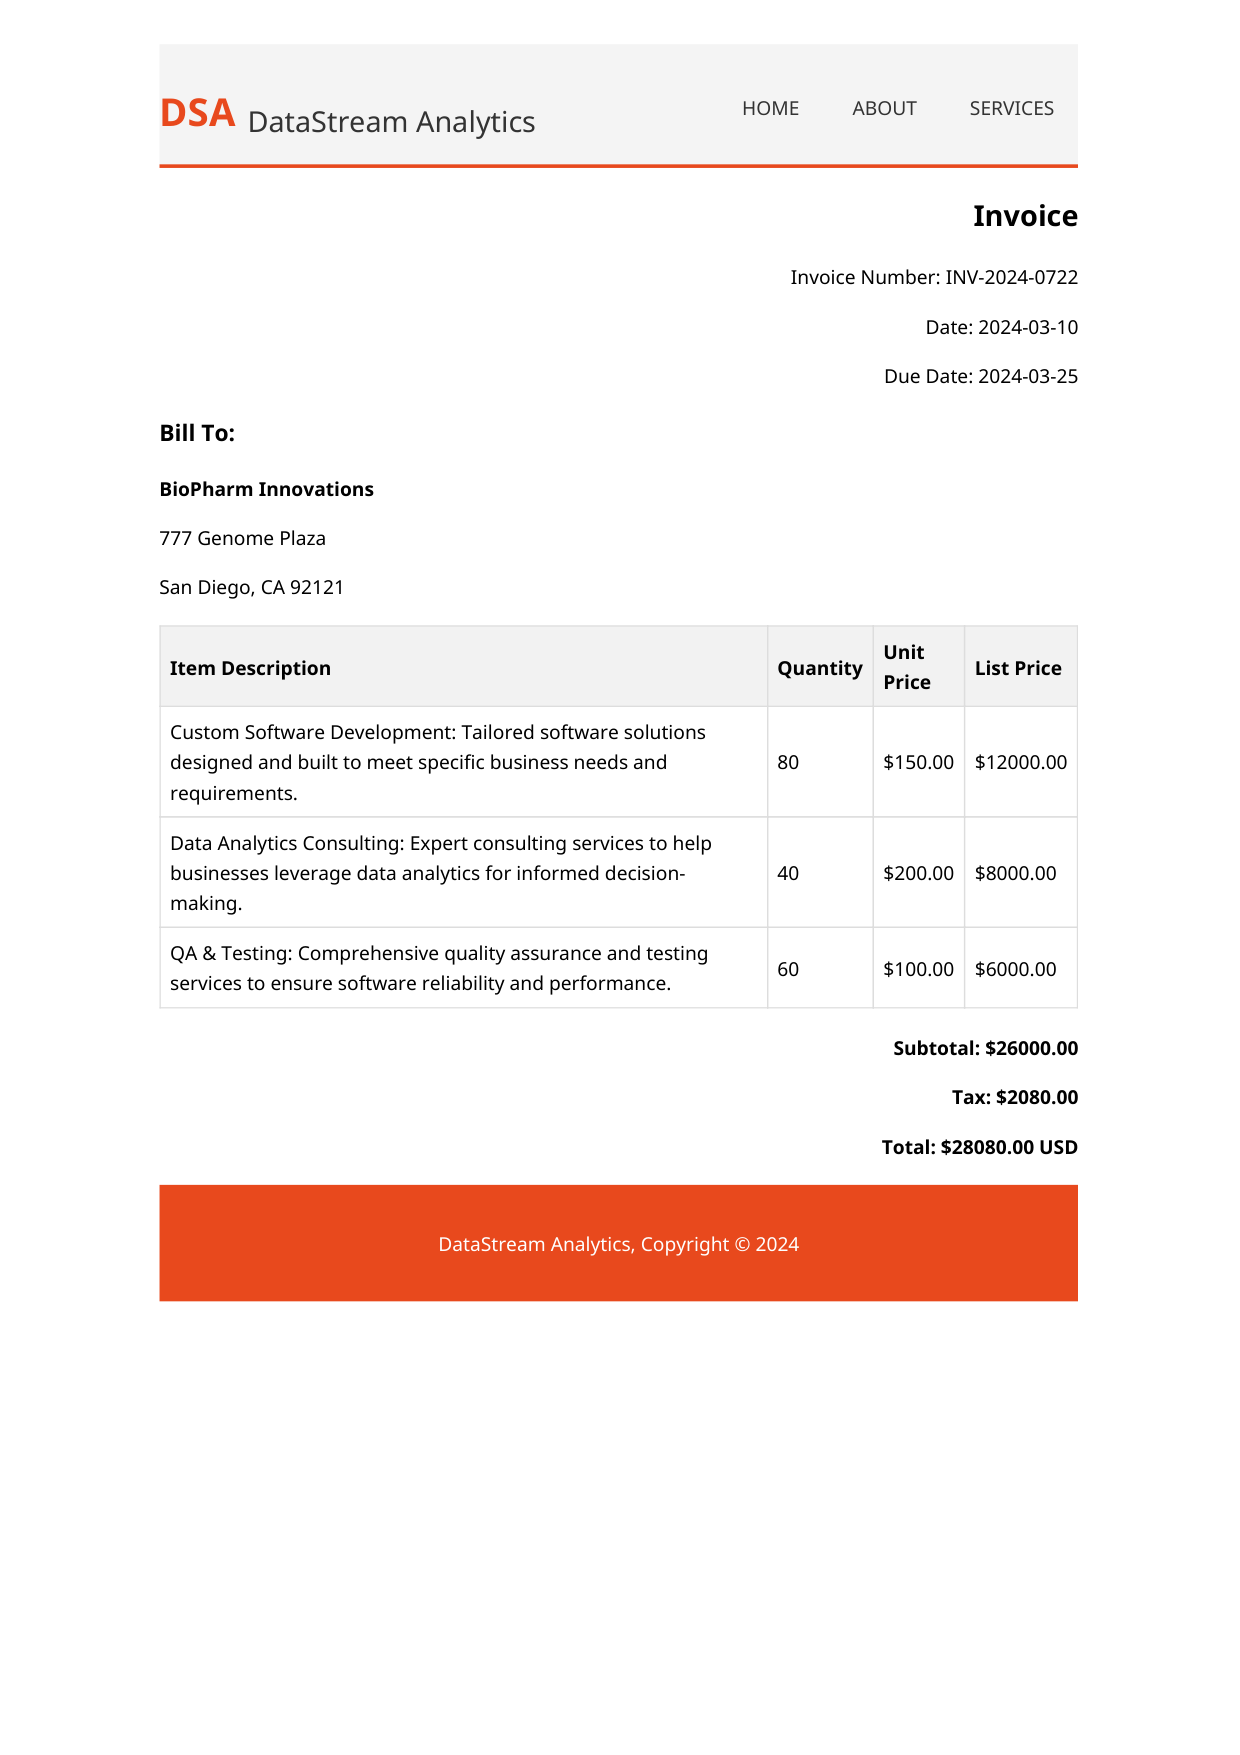 DSA DataStream Analytics HOME ABOUT SERVICES
Invoice
Invoice Number: INV-2024-0722
Date: 2024-03-10
Due Date: 2024-03-25
Bill To:
BioPharm Innovations
777 Genome Plaza
San Diego, CA 92121
Item Description Quantity Unit Price List Price
Custom Software Development: Tailored software solutions
designed and built to meet specific business needs and
requirements.
80 $150.00 $12000.00
Data Analytics Consulting: Expert consulting services to help
businesses leverage data analytics for informed decision-
making.
40 $200.00 $8000.00
QA & Testing: Comprehensive quality assurance and testing
services to ensure software reliability and performance.
60 $100.00 $6000.00
Subtotal: $26000.00
Tax: $2080.00
Total: $28080.00 USD
DataStream Analytics, Copyright © 2024